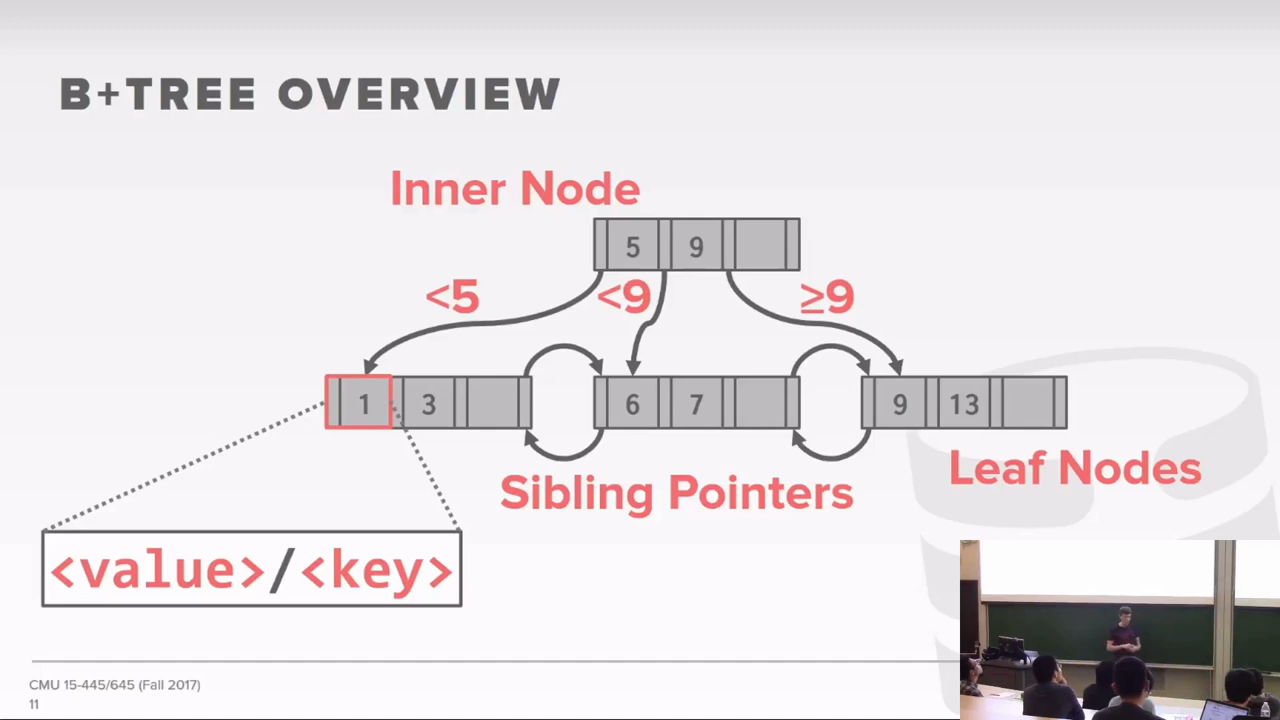 B+TREE OVERVIEW
Inner Node
5 9
<5 <9 ≥9
1 3 6 7 9 13
Sibling Pointers
Leaf Nodes
<value>/<key>
CMU 15-445/645 (Fall 2017)
11